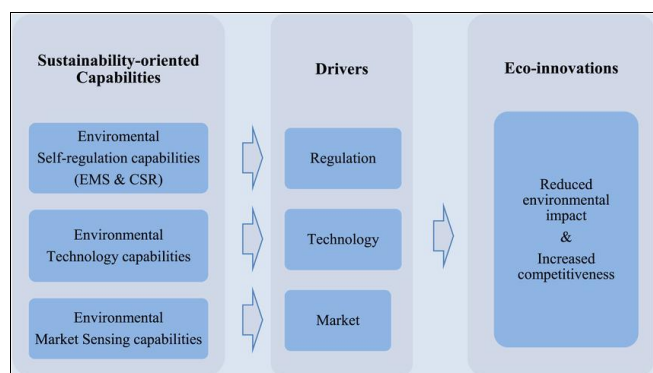 Sustainability-oriented
Capabilities
Enviromental
Self-regulation capabilities
(EMS & CSR)
Environmental
Technology capabilities
Environmental
Market Sensing capabilities
Drivers
Regulation
Technology
Market
Eco-innovations
Reduced
environmental
impact
&
Increased
competitiveness